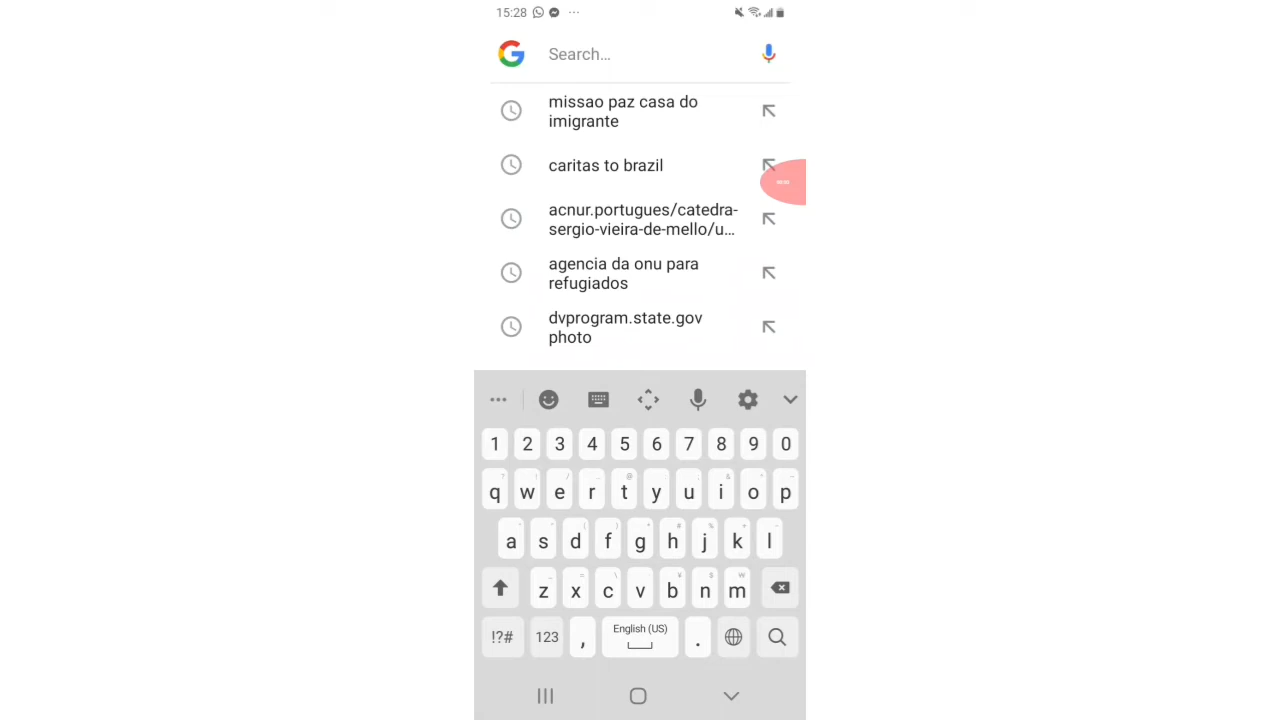 15:28
Search...
missao paz casa do
imigrante
caritas to brazil
acnur.portugues/catedra-
sergio-vieira-de-mello/u...
agencia da onu para
refugiados
dvprogram.state.gov
photo
1 2 3 4 5 6 7 8 9 0
q w e r t y u i o p
a s d f g h j k l
z x c v b n m
!?# 123 , English (US) .